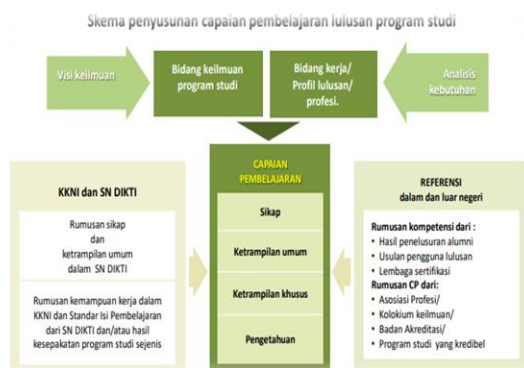 Skema penyusunan capaian pembelajaran lulusan program studi
Visi keilmuan
Bidang keilmuan
program studi
Bidang kerja/
Profil lulusan/
profesi.
Analisis
kebutuhan
KKNI dan SN DIKTI
Rumusan sikap
dan
ketrampilan umum
dalam SN DIKTI
Rumusan kemampuan kerja dalam
KKNI dan Standar Isi Pembelajaran
dari SN DIKTI dan/atau hasil
kesepakatan program studi sejenis
CAPAIAN
PEMBELAJARAN
Sikap
Ketrampilan umum
Ketrampilan khusus
Pengetahuan
REFERENSI
dalam dan luar negeri
Rumusan kompetensi dari :
• Hasil penelusuran alumni
• Usulan pengguna lulusan
• Lembaga sertifikasi
Rumusan CP dari:
• Asosiasi Profesi/
• Kolokium keilmuan/
• Badan Akreditasi/
• Program studi yang kredibel